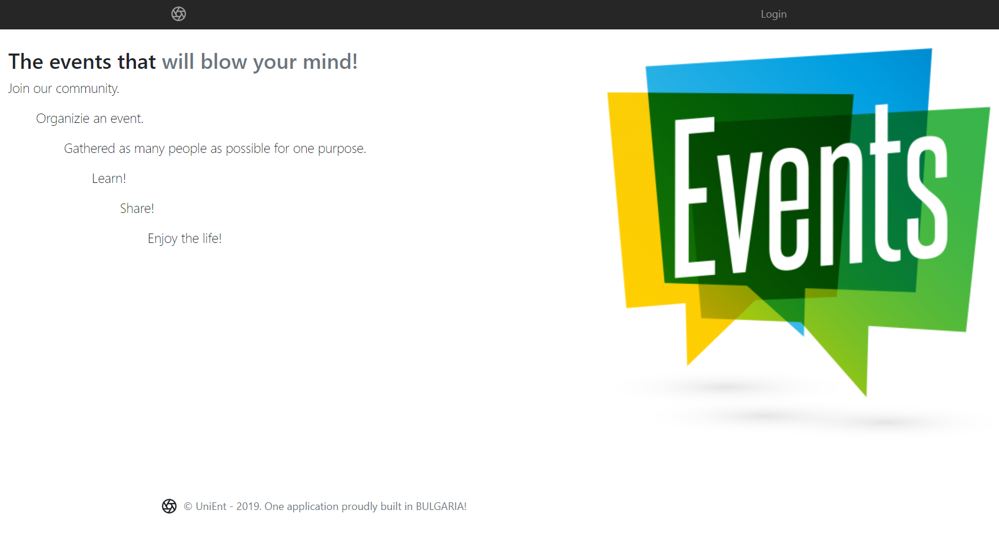 Login
The events that will blow your mind!
Join our community.
Organizie an event.
Gathered as many people as possible for one purpose.
Learn!
Share!
Enjoy the life!
Events
© UniEnt - 2019. One application proudly built in BULGARIA!